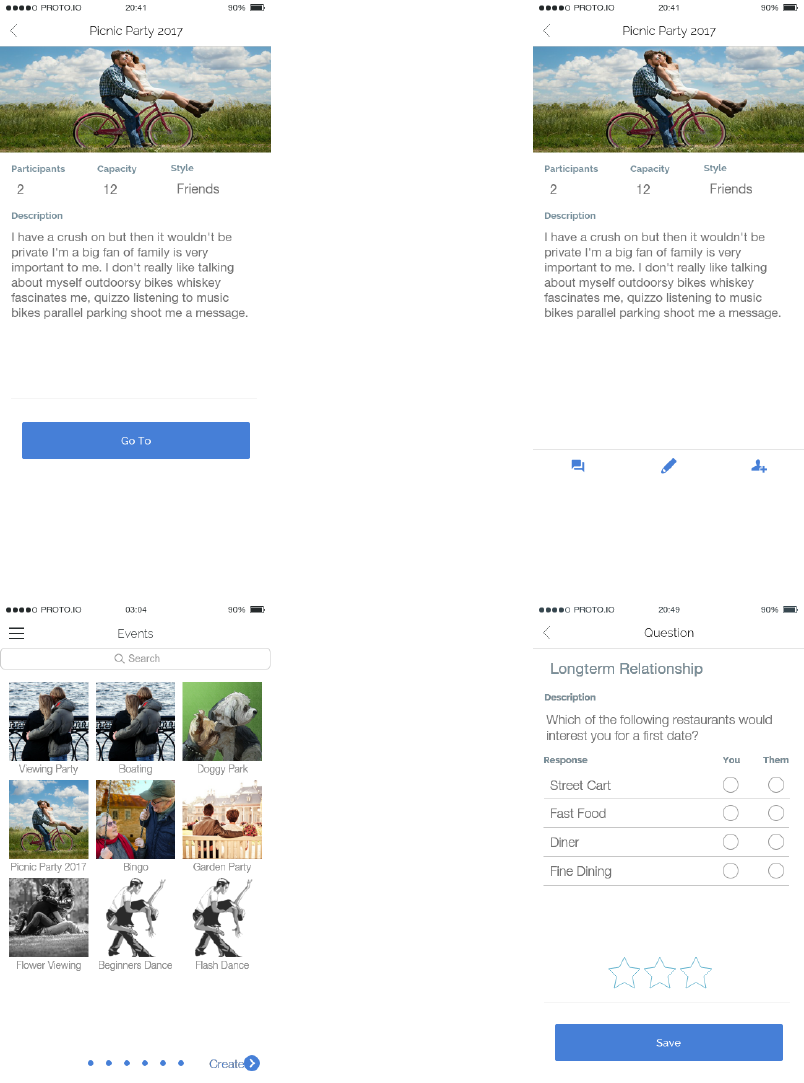 PROTO.IO 20:41 90%
Picnic Party 2017
Participants Capacity Style
2 12 Friends
Description
I have a crush on but then it wouldn't be
private I'm a big fan of family is very
important to me. I don't really like talking
about myself outdoorsy bikes whiskey
fascinates me, quizzo listening to music
bikes parallel parking shoot me a message.
Go To
PROTO.IO 20:41 90%
Picnic Party 2017
Participants Capacity Style
2 12 Friends
Description
I have a crush on but then it wouldn't be
private I'm a big fan of family is very
important to me. I don't really like talking
about myself outdoorsy bikes whiskey
fascinates me, quizzo listening to music
bikes parallel parking shoot me a message.
PROTO.IO 03:04 90%
Events
Search
Viewing Party Boating Doggy Park
Picnic Party 2017 Bingo Garden Party
Flower Viewing Beginners Dance Flash Dance
Create
PROTO.IO 20:49 90%
Question
Longterm Relationship
Description
Which of the following restaurants would
interest you for a first date?
Response You Them
Street Cart
Fast Food
Diner
Fine Dining
Save